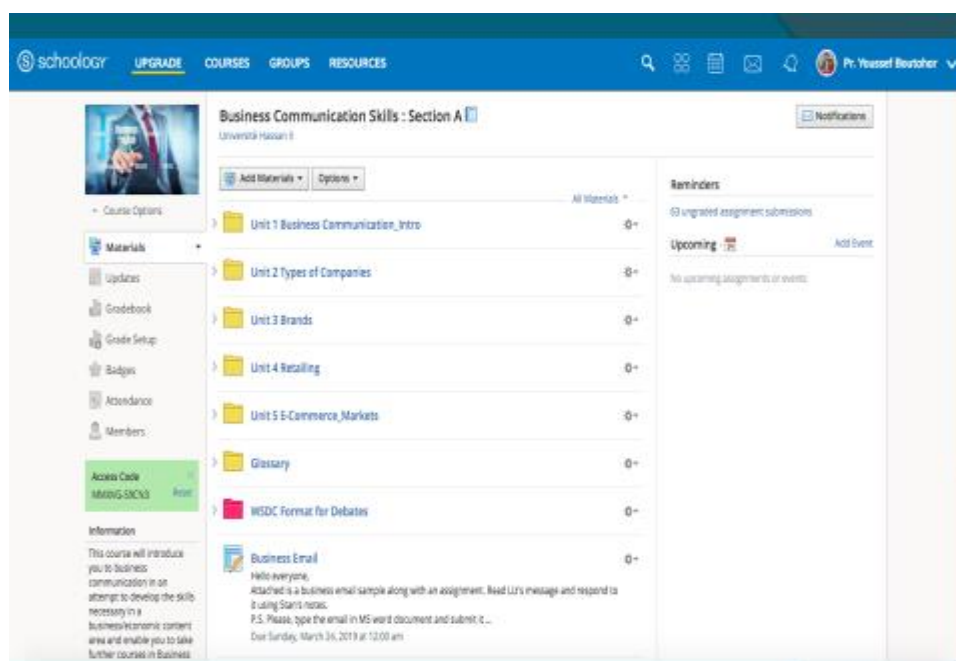 schoology UPGRADE COURSES GROUPS RESOURCES Pr. Youssef Boutohor
Business Communication Skills : Section A
Université Hassan II
Notifications
Add Materials Options
All Materials
Course Options
Materials
Updates
Gradebook
Grade Setup
Badges
Attendance
Members
Access Code
Reset
Information
This course will introduce
you to business
communication in an
attempt to develop the skills
necessary in a
business/economic content
area and enable you to take
further courses in Business
Unit 1 Business Communication_Intro
Unit 2 Types of Companies
Unit 3 Brands
Unit 4 Retailing
Unit 5 E-Commerce_Markets
Glossary
WSDC Format for Debates
Business Email
Hello everyone,
Attached is a business email sample along with an assignment. Read Liz's message and respond to
it using Stan's notes.
P.S. Please, type the email in MS word document and submit it ...
Due Sunday, March 24, 2019 at 12:00 am
Reminders
63 ungraded assignment submissions
Upcoming Add Event
No upcoming assignments or events